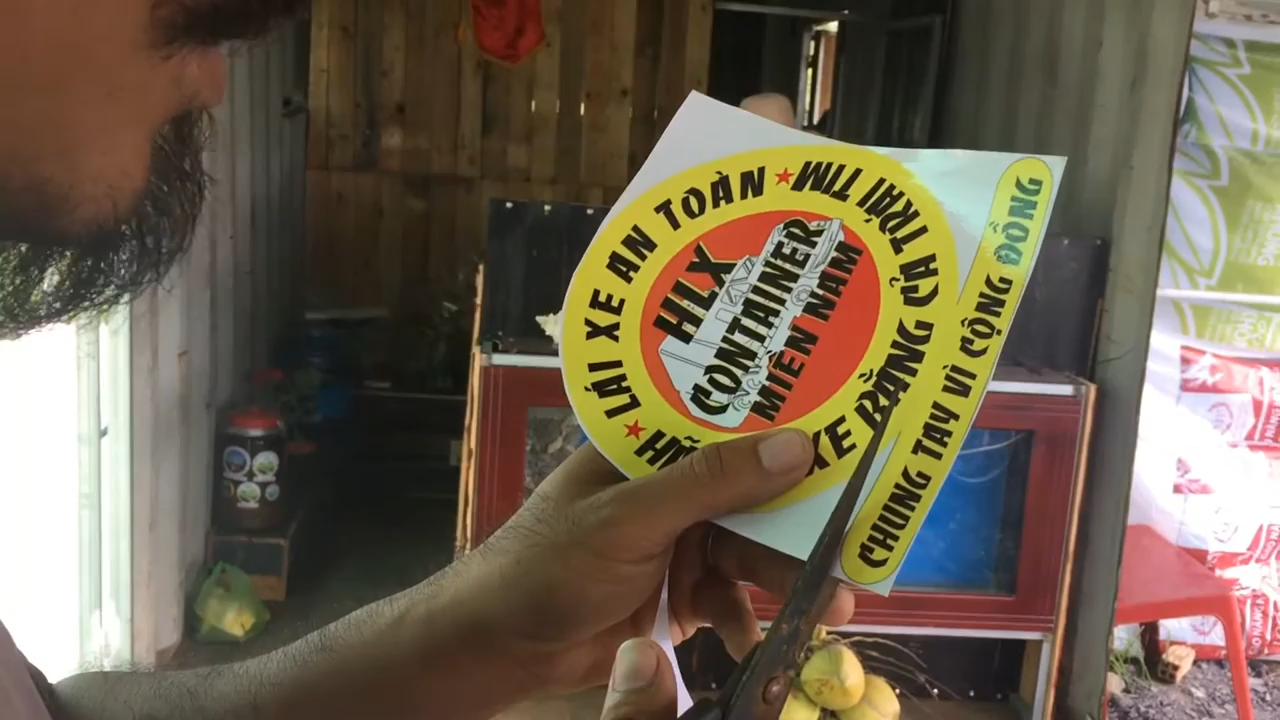 LÁI XE AN TOÀN
XE BẰNG CẢ TRÁI TIM
HLX
CONTAINER
MIỀN NAM
CHUNG TAY VÌ CỘNG ĐỒNG